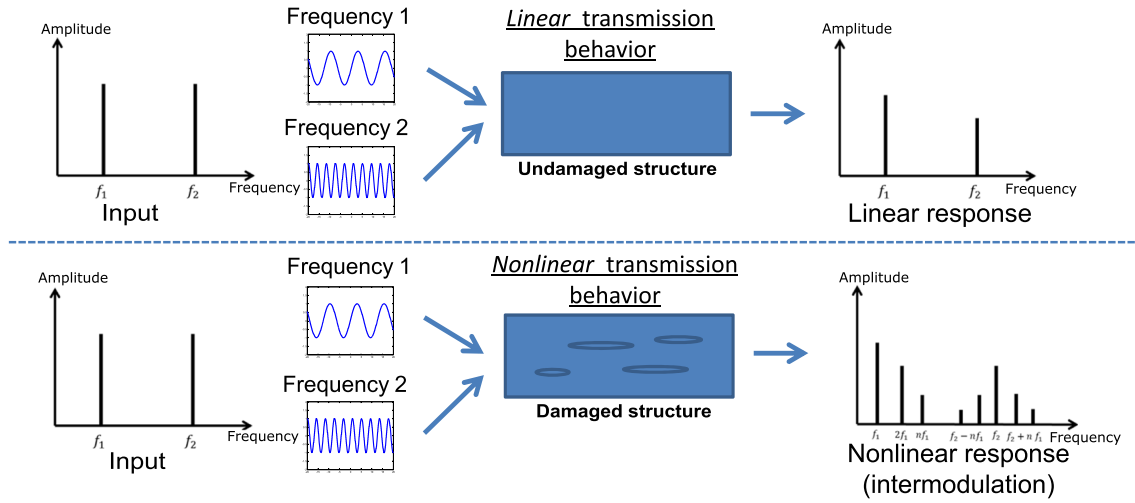 Amplitude
f₁
f₂
Frequency
Input
Frequency 1
Frequency 2
Linear transmission
behavior
Undamaged structure
Amplitude
f₁
f₂
Frequency
Linear response
Amplitude
f₁
f₂
Frequency
Input
Frequency 1
Frequency 2
Nonlinear transmission
behavior
Damaged structure
Amplitude
f₁ 2f₁ nf₁ f₂ − nf₁ f₂ f₂ + n f₁
Frequency
Nonlinear response
(intermodulation)